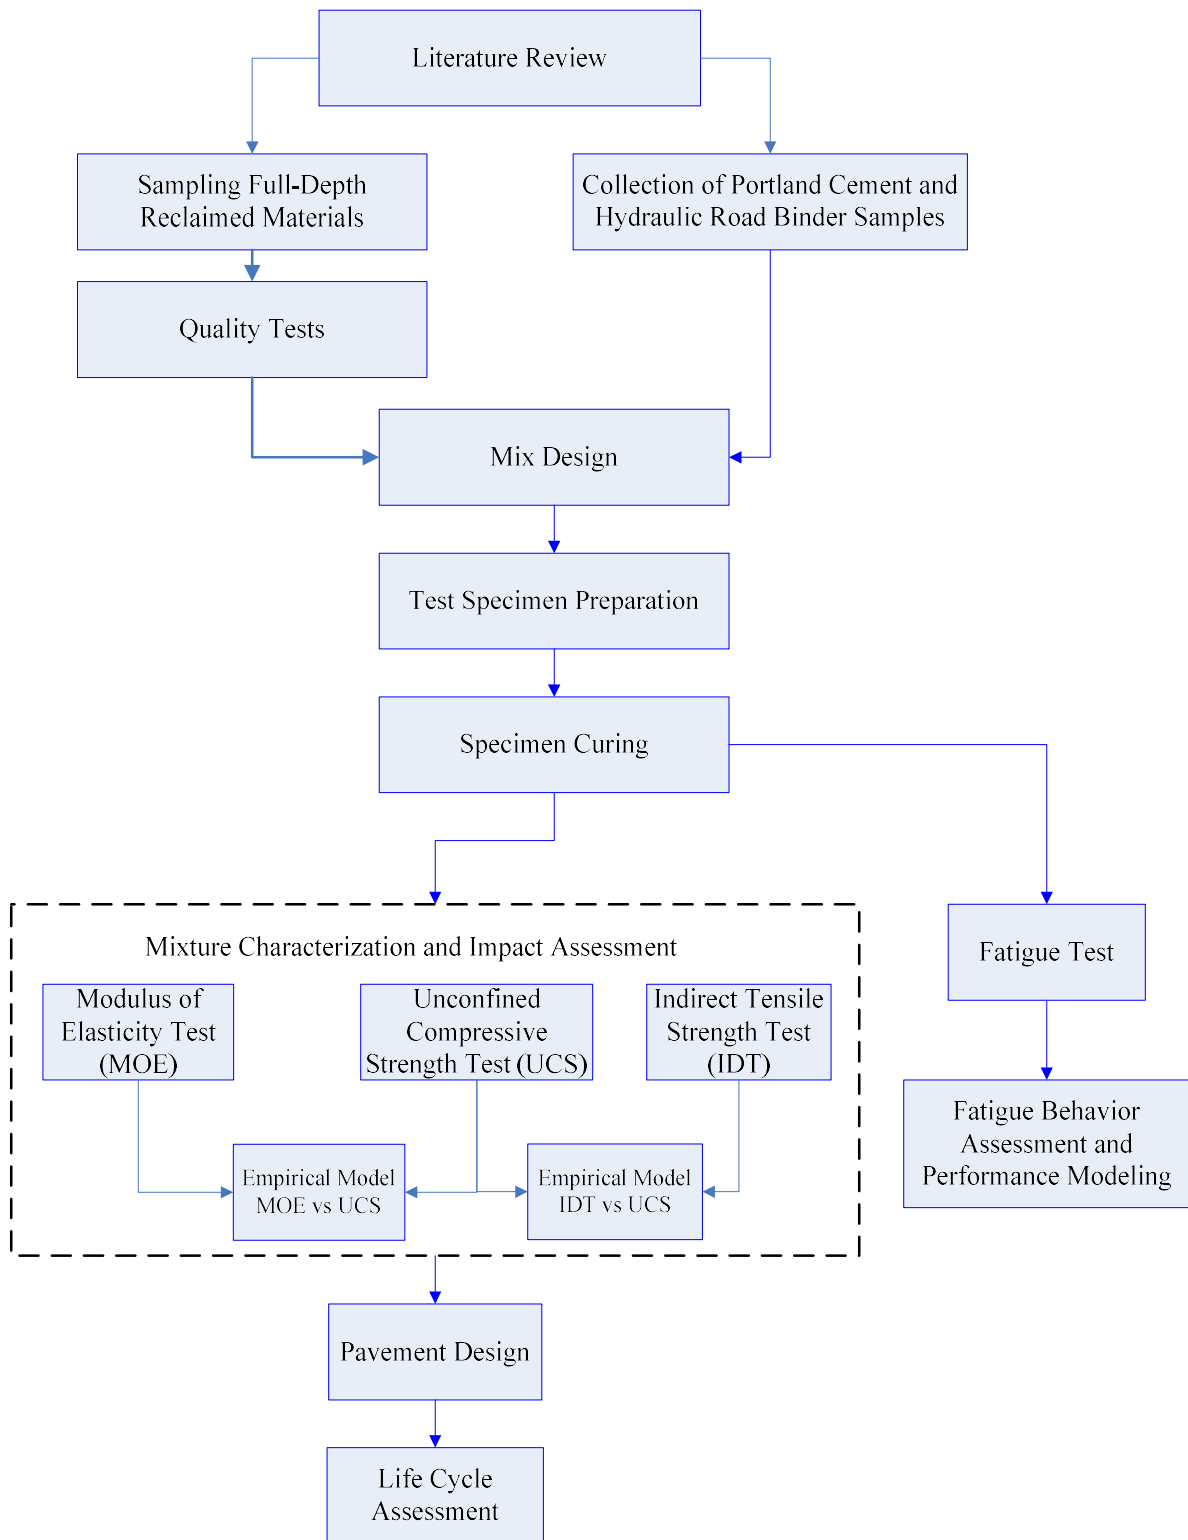 Literature Review
Sampling Full-Depth
Reclaimed Materials
Collection of Portland Cement and
Hydraulic Road Binder Samples
Quality Tests
Mix Design
Test Specimen Preparation
Specimen Curing
Mixture Characterization and Impact Assessment
Modulus of
Elasticity Test
(MOE)
Unconfined
Compressive
Strength Test (UCS)
Indirect Tensile
Strength Test
(IDT)
Empirical Model
MOE vs UCS
Empirical Model
IDT vs UCS
Fatigue Test
Fatigue Behavior
Assessment and
Performance Modeling
Pavement Design
Life Cycle
Assessment